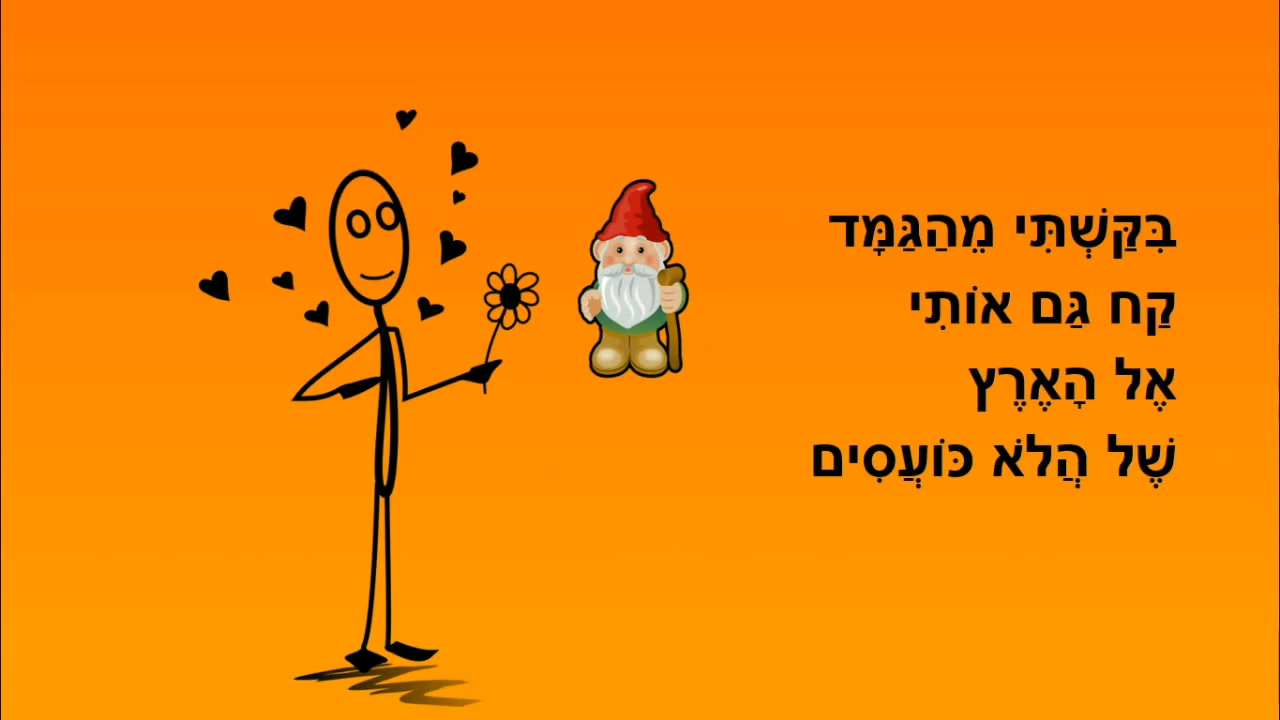 בִּקַּשְׁתִּי מֵהַגַּמָּד
קַח גַּם אוֹתִי
אֶל הָאֶרֶץ
שֶׁל הֲלֹא כּוֹעֲסִים